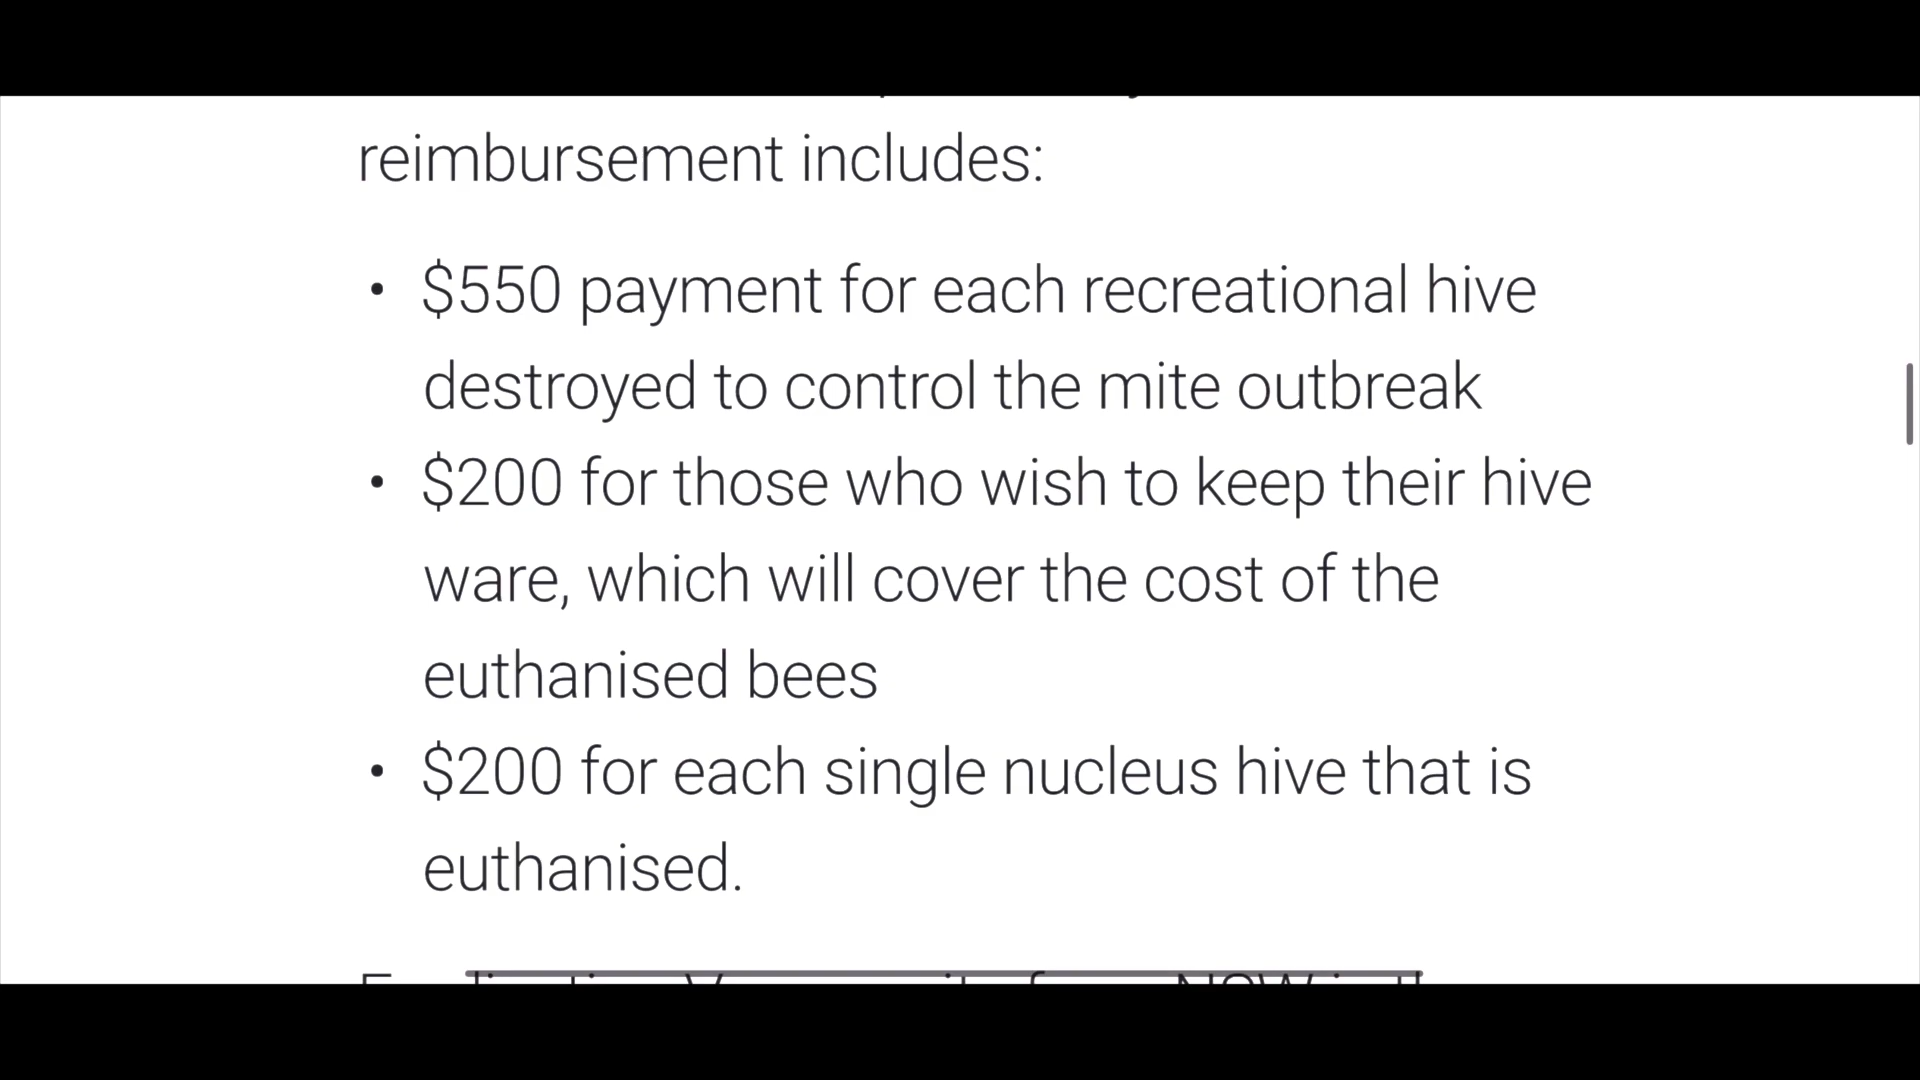 reimbursement includes:
• $550 payment for each recreational hive
destroyed to control the mite outbreak
• $200 for those who wish to keep their hive
ware, which will cover the cost of the
euthanised bees
• $200 for each single nucleus hive that is
euthanised.